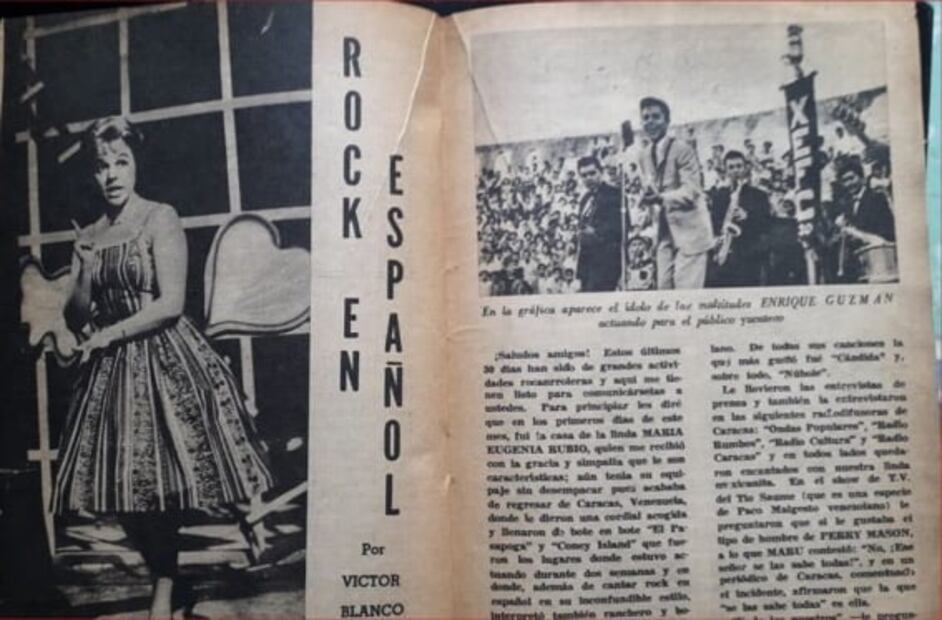 ROCK EN
ESPAÑOL
Por
VICTOR
BLANCO
XEFU
En la gráfica aparece el ídolo de las multitudes ENRIQUE GUZMAN
actuando para el público yucateco
¡Saludos amigos! Estos últimos
30 días han sido de grandes activi-
dades rocanroleras y aquí me tie-
nen listo para comunicárselas a
ustedes. Para principiar les diré
que en los primeros días de este
mes, fui a casa de la linda MARIA
EUGENIA RUBIO, quien me recibió
con la gracia y simpatía que le son
características; aún tenía su equi-
paje sin desempacar pues acababa
de regresar de Caracas, Venezuela,
donde le dieron una cordial acogida
y llenaron de bote en bote "El Pa-
sapoga" y "Coney Island" que fue-
ron los lugares donde estuvo ac-
tuando durante dos semanas y en
donde, además de cantar rock en
español en su inconfundible estilo,
interpretó también ranchero y bo-
lano. De todas sus canciones la
que más gustó fué "Cándida" y,
sobre todo, "Núbole".
Le llovieron las entrevistas de
prensa y también la entrevistaron
en las siguientes radiodifusoras de
Caracas: "Ondas Populares", "Radio
Rumbos", "Radio Cultura" y "Radio
Caracas" y en todos lados queda-
ron encantados con nuestra linda
mexicanita. En el show de T.V.
del Tío Saume (que es una especie
de Paco Malgesto venezolano) le
preguntaron que si le gustaba el
tipo de hombre de PERRY MASON,
a lo que MARU contestó: "No, ¡Ese
señor se las sabe todas!", y en un
periódico de Caracas, comentando
el incidente, afirmaron que la que
"se las sabe todas" es ella.